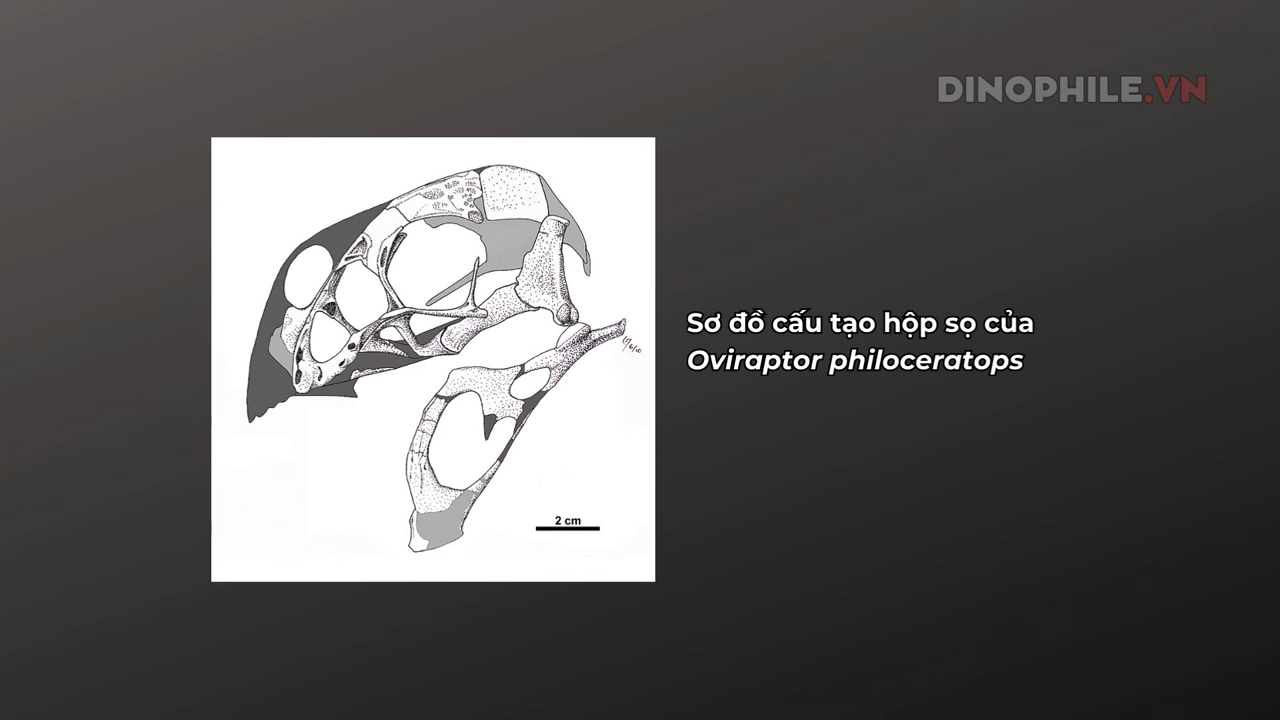 DINOPHILE.VN
Sơ đồ cấu tạo hộp sọ của
Oviraptor philoceratops
2 cm